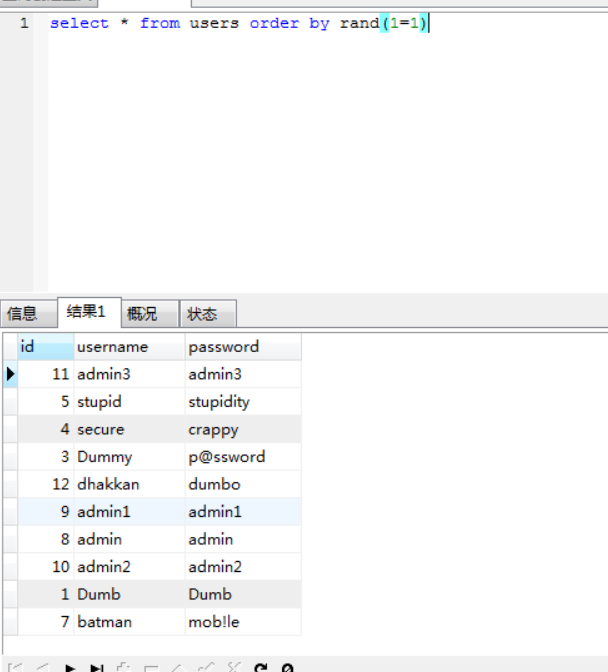 1 select * from users order by rand(1=1)
信息 结果1 概况 状态
id username password
11 admin3 admin3
5 stupid stupidity
4 secure crappy
3 Dummy p@ssword
12 dhakkan dumbo
9 admin1 admin1
8 admin admin
10 admin2 admin2
1 Dumb Dumb
7 batman mob!le